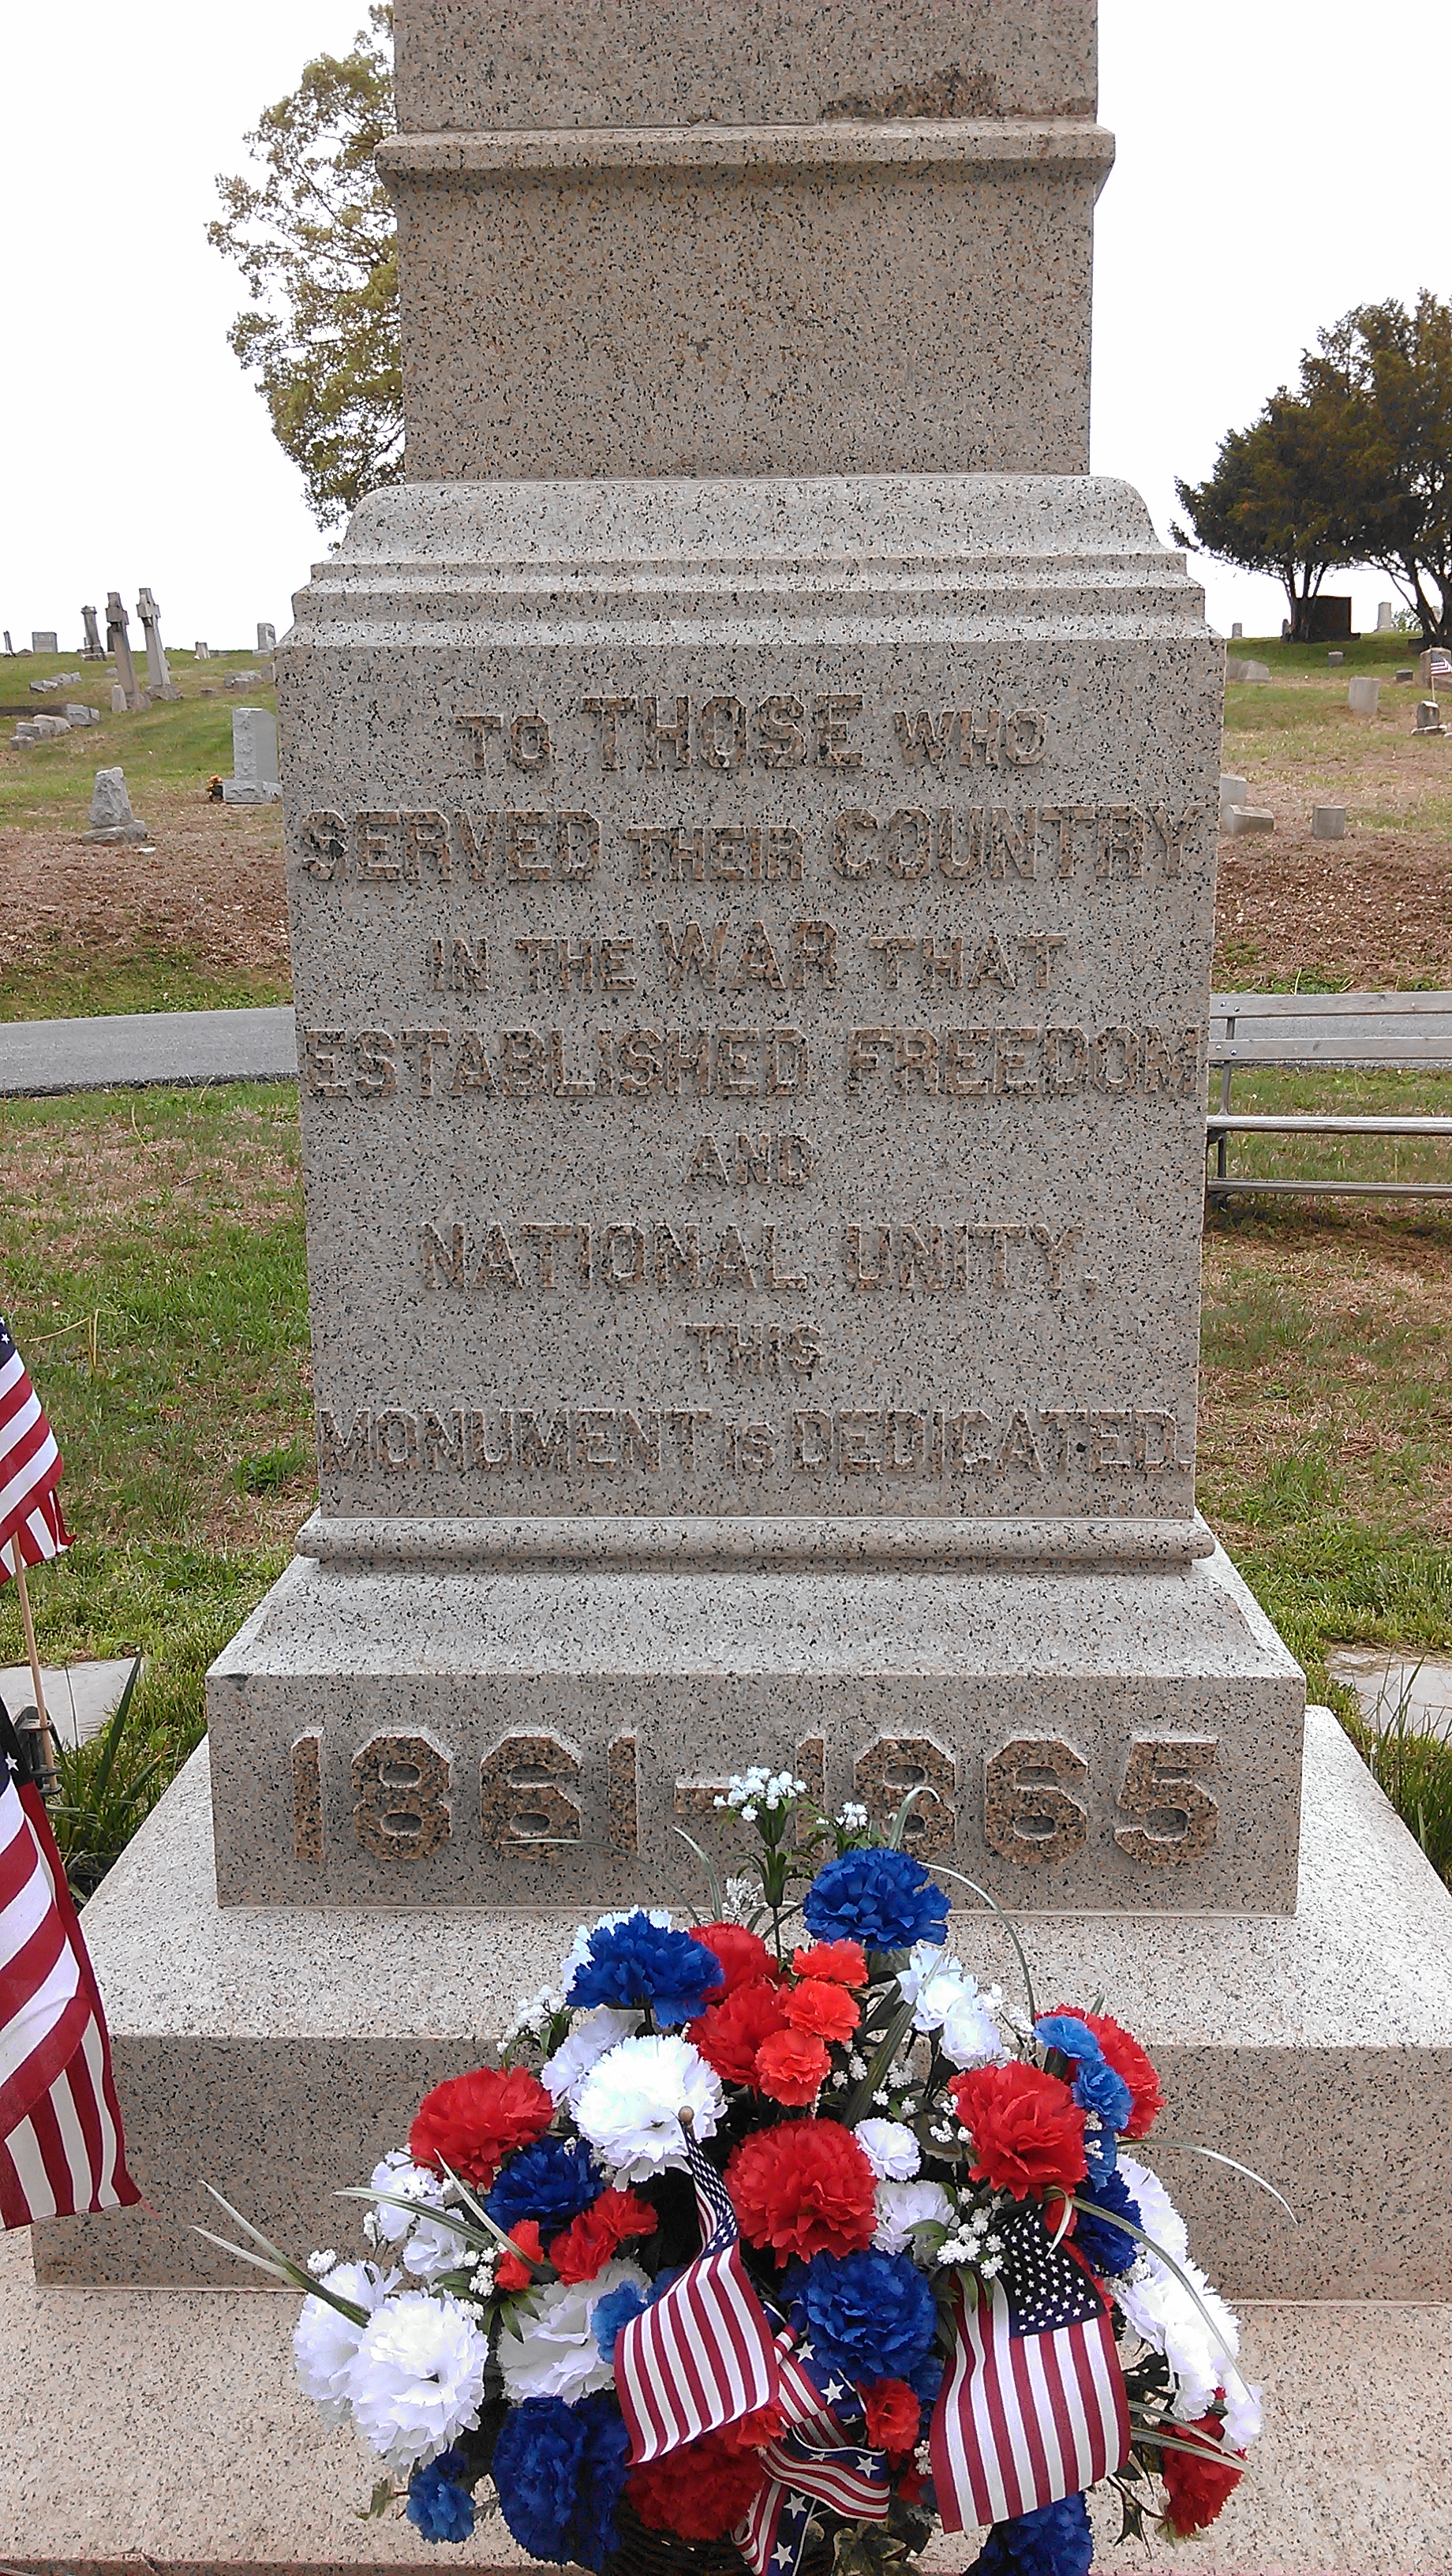 TO THOSE WHO
SERVED THEIR COUNTRY
IN THE WAR THAT
ESTABLISHED FREEDOM
AND
NATIONAL UNITY.
THIS
MONUMENT IS DEDICATED.
1861-1865